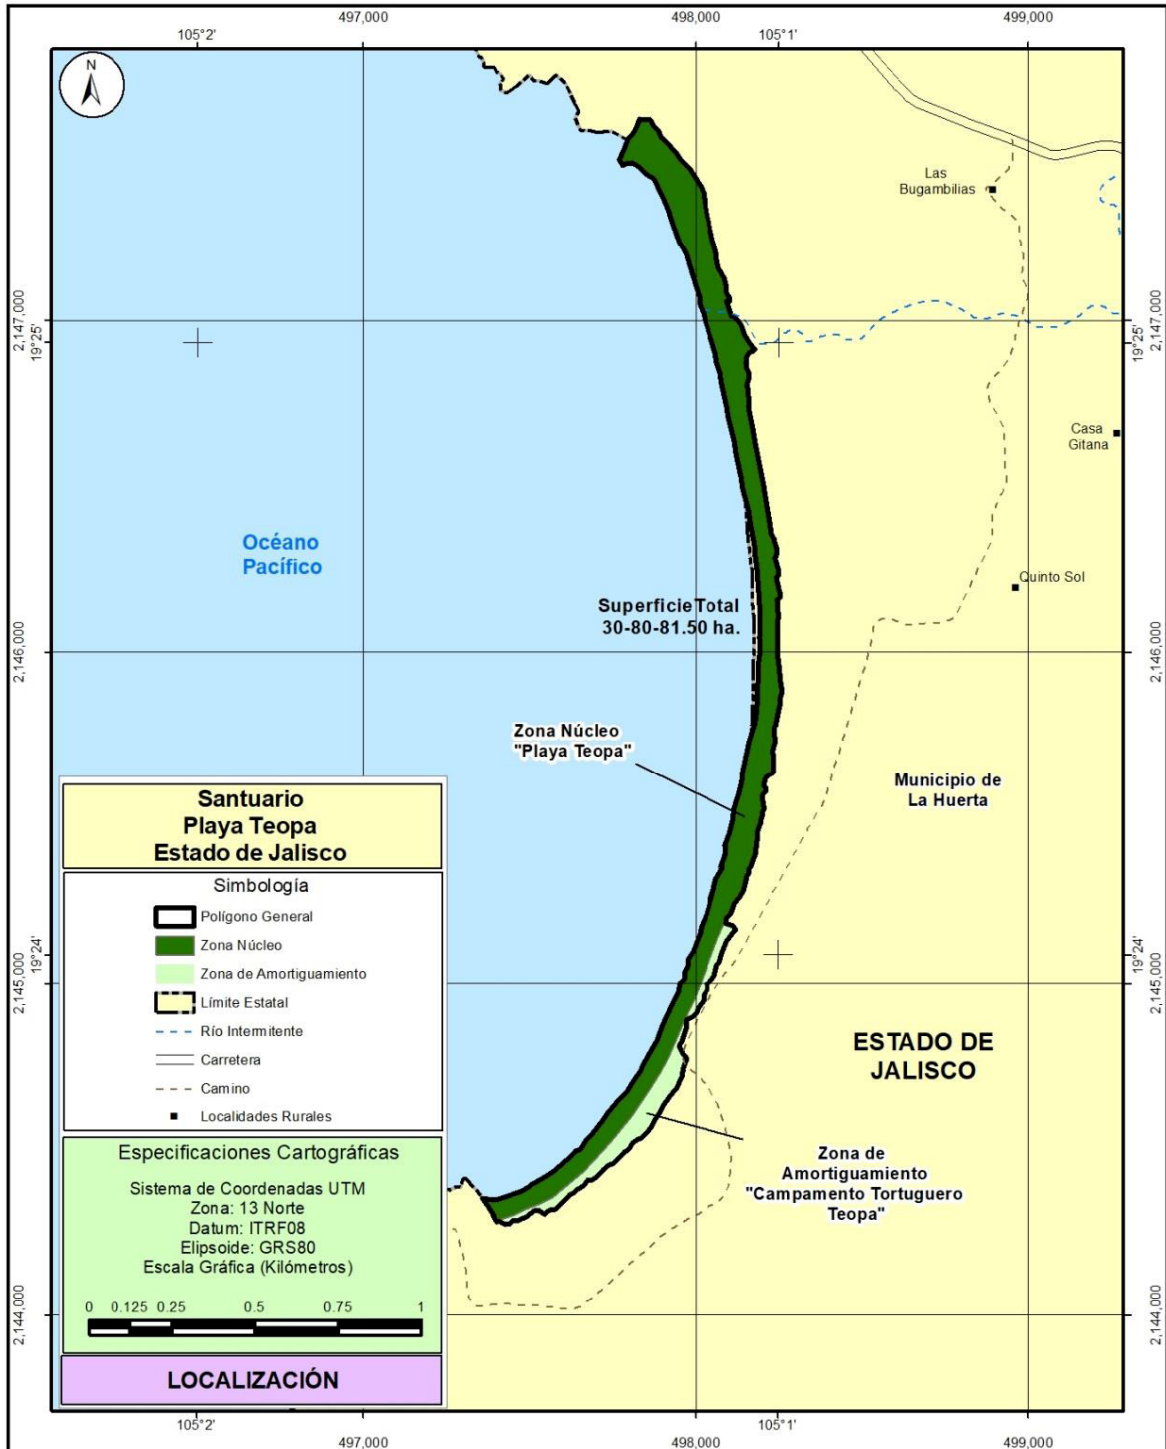 497,000
498,000
499,000
105°2'
105°1'
N
Las
Bugambilias
2,147,000
19°25'
2,147,000
19°25'
Casa
Gitana
Océano
Pacífico
Quinto Sol
Superficie Total
30-80-81.50 ha.
2,146,000
2,146,000
Zona Núcleo
"Playa Teopa"
Municipio de
La Huerta
Santuario
Playa Teopa
Estado de Jalisco
Simbología
Polígono General
Zona Núcleo
Zona de Amortiguamiento
Límite Estatal
Río Intermitente
Carretera
Camino
Localidades Rurales
19°24'
2,145,000
19°24'
2,145,000
ESTADO DE
JALISCO
Zona de
Amortiguamiento
"Campamento Tortuguero
Teopa"
Especificaciones Cartográficas
Sistema de Coordenadas UTM
Zona: 13 Norte
Datum: ITRF08
Elipsoide: GRS80
Escala Gráfica (Kilómetros)
0 0.125 0.25 0.5 0.75 1
2,144,000
2,144,000
LOCALIZACIÓN
105°2'
105°1'
497,000
498,000
499,000